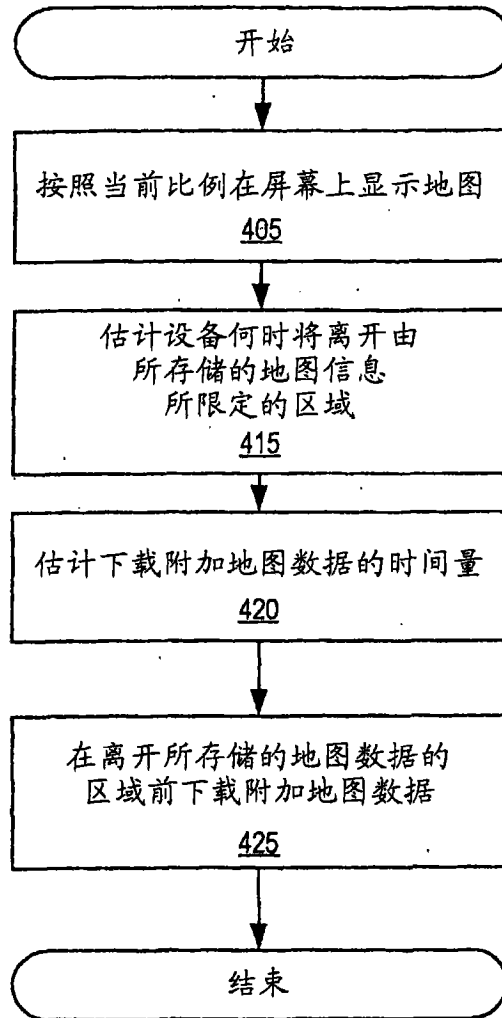 开始
按照当前比例在屏幕上显示地图
405
估计设备何时将离开由
所存储的地图信息
所限定的区域
415
估计下载附加地图数据的时间量
420
在离开所存储的地图数据的
区域前下载附加地图数据
425
结束